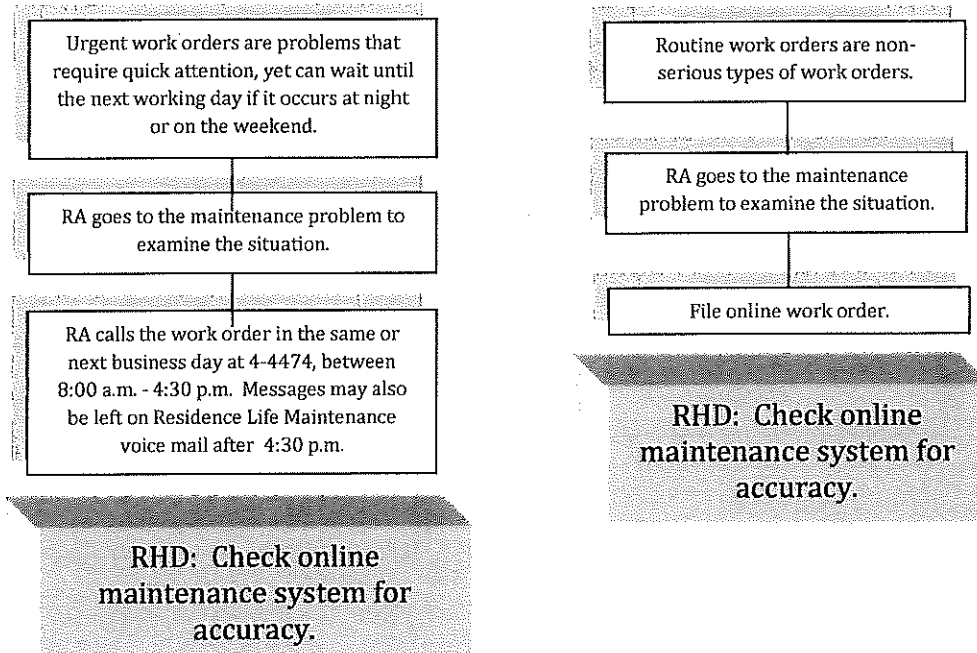 Urgent work orders are problems that
require quick attention, yet can wait until
the next working day if it occurs at night
or on the weekend.
RA goes to the maintenance problem to
examine the situation.
RA calls the work order in the same or
next business day at 4-4474, between
8:00 a.m. - 4:30 p.m. Messages may also
be left on Residence Life Maintenance
voice mail after 4:30 p.m.
RHD: Check online
maintenance system for
accuracy.
Routine work orders are non-
serious types of work orders.
RA goes to the maintenance
problem to examine the situation.
File online work order.
RHD: Check online
maintenance system for
accuracy.